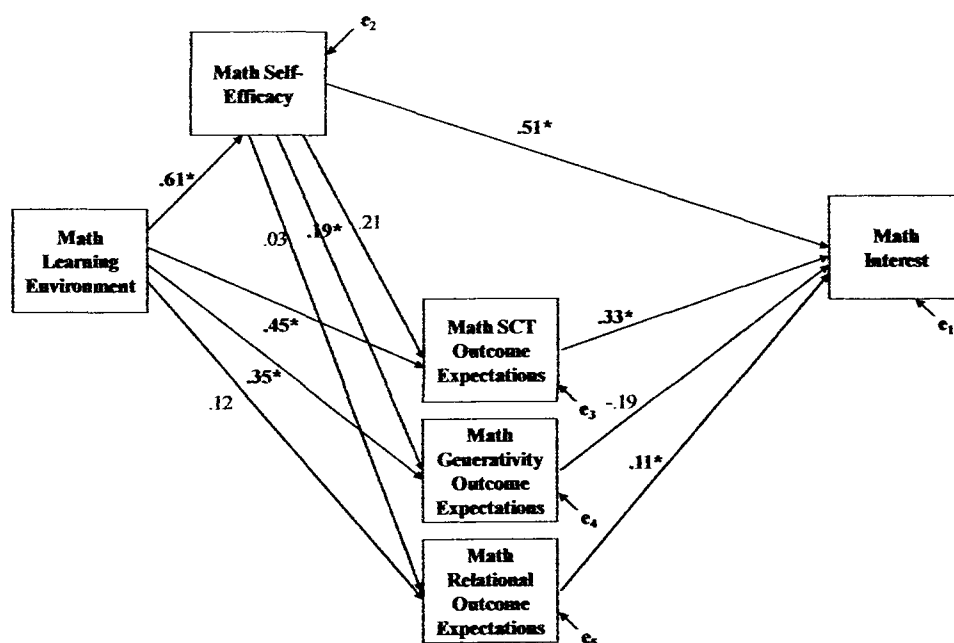 e2
Math Self-
Efficacy
.51*
.61*
Math
Learning
Environment
.03
.19*
.21
Math
Interest
e1
.45*
.35*
.12
Math SCT
Outcome
Expectations
.33*
e3
-.19
Math
Generativity
Outcome
Expectations
.11*
e4
Math
Relational
Outcome
Expectations
e5